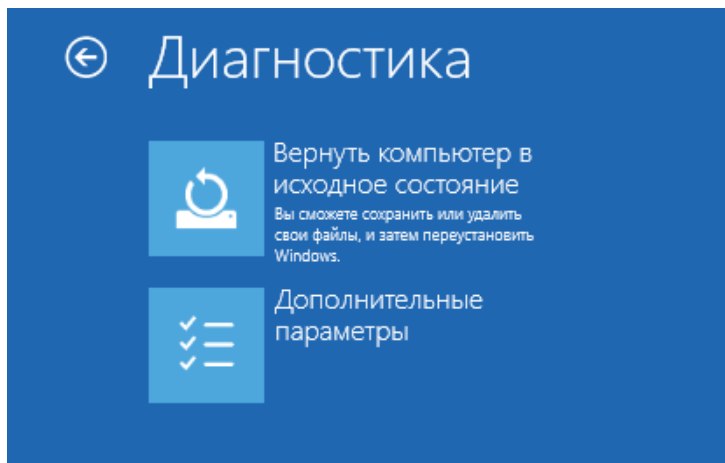 Диагностика
Вернуть компьютер в
исходное состояние
Вы сможете сохранить или удалить
свои файлы, и затем переустановить
Windows.
Дополнительные
параметры